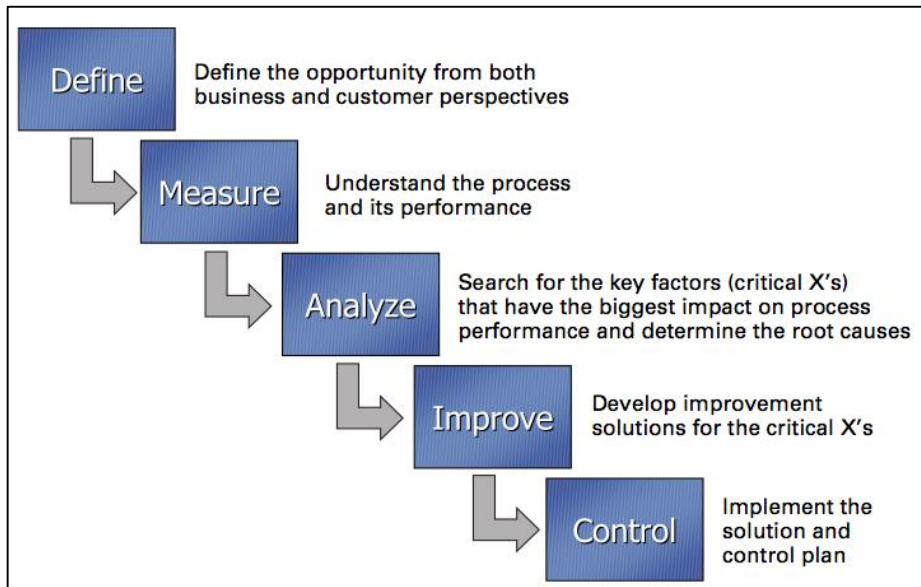 Define
Define the opportunity from both
business and customer perspectives
Measure
Understand the process
and its performance
Analyze
Search for the key factors (critical X's)
that have the biggest impact on process
performance and determine the root causes
Improve
Develop improvement
solutions for the critical X's
Control
Implement the
solution and
control plan